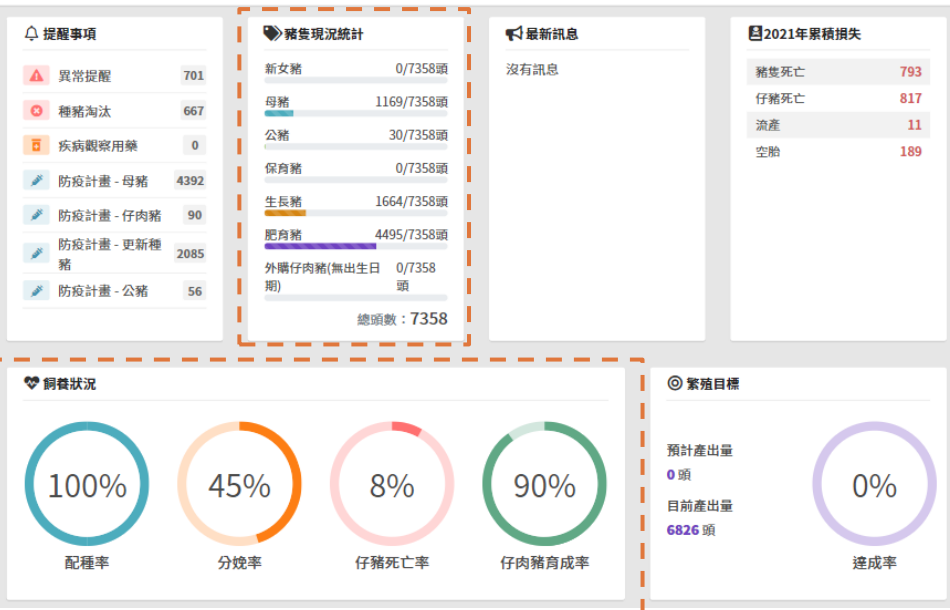 提醒事項
異常提醒 701
種豬淘汰 667
疾病觀察用藥 0
防疫計畫 - 母豬 4392
防疫計畫 - 仔肉豬 90
防疫計畫 - 更新種
豬 2085
防疫計畫 - 公豬 56
豬隻現況統計
新女豬 0/7358頭
母豬 1169/7358頭
公豬 30/7358頭
保育豬 0/7358頭
生長豬 1664/7358頭
肥育豬 4495/7358頭
外購仔肉豬(無出生日 0/7358
期) 頭
總頭數：7358
最新訊息
沒有訊息
2021年累積損失
豬隻死亡 793
仔豬死亡 817
流產 11
空胎 189
飼養狀況
100% 45% 8% 90%
配種率 分娩率 仔豬死亡率 仔肉豬育成率
繁殖目標
預計產出量
0 頭
目前產出量
6826 頭
0%
達成率